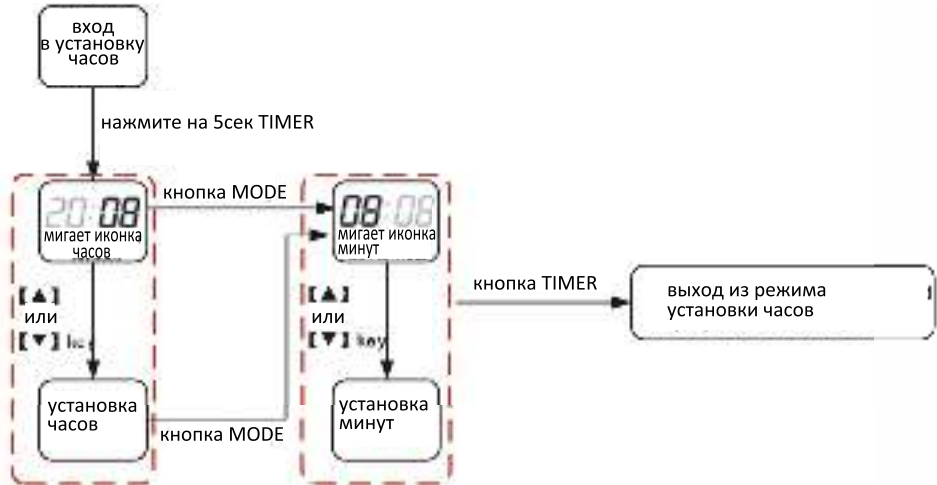 вход
в установку
часов
нажмите на 5сек TIMER
20:08
мигает иконка
часов
кнопка MODE
08:08
мигает иконка
минут
[▲]
или
[▼]
[▲]
или
[▼] key
кнопка TIMER
выход из режима
установки часов
установка
часов
кнопка MODE
установка
минут